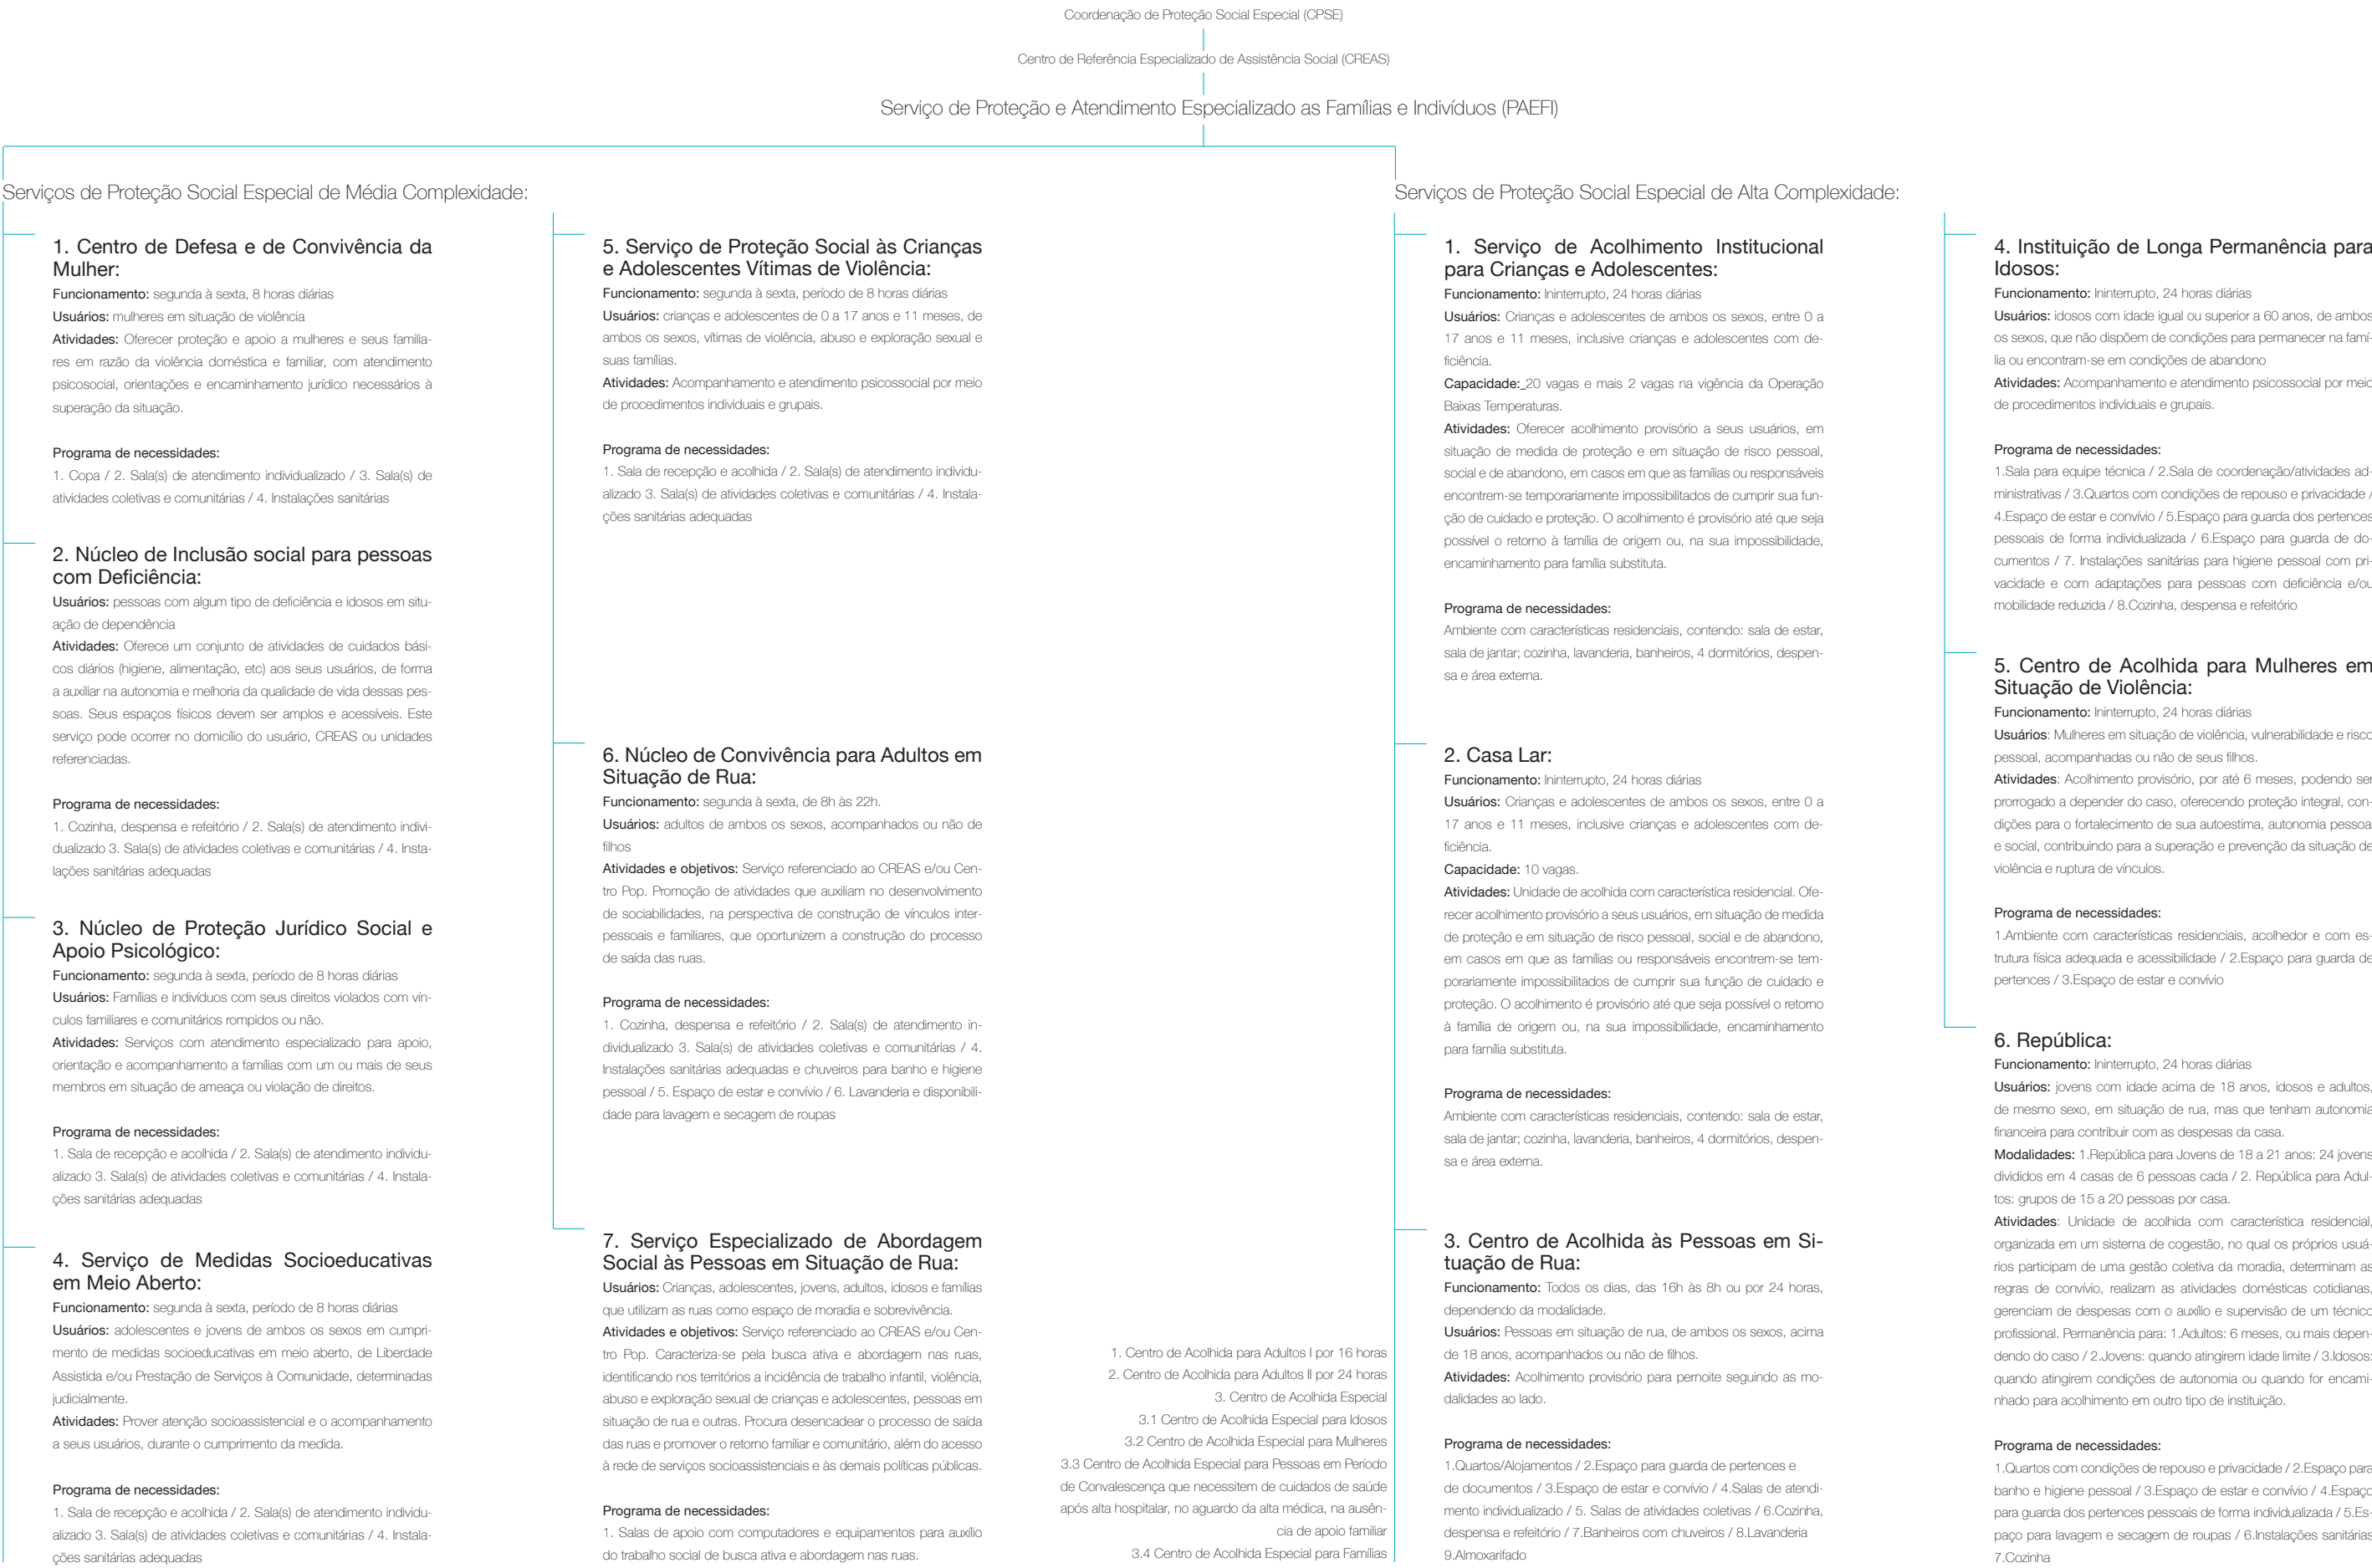 Coordenação de Proteção Social Especial (CPSE)
Centro de Referência Especializado de Assistência Social (CREAS)
Serviço de Proteção e Atendimento Especializado as Famílias e Indivíduos (PAEFI)
Serviços de Proteção Social Especial de Média Complexidade:
1. Centro de Defesa e de Convivência da
Mulher:
Funcionamento: segunda à sexta, 8 horas diárias
Usuários: mulheres em situação de violência
Atividades: Oferecer proteção e apoio a mulheres e seus familia-
res em razão da violência doméstica e familiar, com atendimento
psicosocial, orientações e encaminhamento jurídico necessários à
superação da situação.
Programa de necessidades:
1. Copa / 2. Sala(s) de atendimento individualizado / 3. Sala(s) de
atividades coletivas e comunitárias / 4. Instalações sanitárias
2. Núcleo de Inclusão social para pessoas
com Deficiência:
Usuários: pessoas com algum tipo de deficiência e idosos em situ-
ação de dependência
Atividades: Oferece um conjunto de atividades de cuidados bási-
cos diários (higiene, alimentação, etc) aos seus usuários, de forma
a auxiliar na autonomia e melhoria da qualidade de vida dessas pes-
soas. Seus espaços físicos devem ser amplos e acessíveis. Este
serviço pode ocorrer no domicílio do usuário, CREAS ou unidades
referenciadas.
Programa de necessidades:
1. Cozinha, despensa e refeitório / 2. Sala(s) de atendimento indivi-
dualizado 3. Sala(s) de atividades coletivas e comunitárias / 4. Insta-
lações sanitárias adequadas
3. Núcleo de Proteção Jurídico Social e
Apoio Psicológico:
Funcionamento: segunda à sexta, período de 8 horas diárias
Usuários: Famílias e indivíduos com seus direitos violados com vín-
culos familiares e comunitários rompidos ou não.
Atividades: Serviços com atendimento especializado para apoio,
orientação e acompanhamento a famílias com um ou mais de seus
membros em situação de ameaça ou violação de direitos.
Programa de necessidades:
1. Sala de recepção e acolhida / 2. Sala(s) de atendimento individu-
alizado 3. Sala(s) de atividades coletivas e comunitárias / 4. Instala-
ções sanitárias adequadas
4. Serviço de Medidas Socioeducativas
em Meio Aberto:
Funcionamento: segunda à sexta, período de 8 horas diárias
Usuários: adolescentes e jovens de ambos os sexos em cumpri-
mento de medidas socioeducativas em meio aberto, de Liberdade
Assistida e/ou Prestação de Serviços à Comunidade, determinadas
judicialmente.
Atividades: Prover atenção socioassistencial e o acompanhamento
a seus usuários, durante o cumprimento da medida.
Programa de necessidades:
1. Sala de recepção e acolhida / 2. Sala(s) de atendimento individu-
alizado 3. Sala(s) de atividades coletivas e comunitárias / 4. Instala-
ções sanitárias adequadas
5. Serviço de Proteção Social às Crianças
e Adolescentes Vítimas de Violência:
Funcionamento: segunda à sexta, período de 8 horas diárias
Usuários: crianças e adolescentes de 0 a 17 anos e 11 meses, de
ambos os sexos, vítimas de violência, abuso e exploração sexual e
suas famílias.
Atividades: Acompanhamento e atendimento psicossocial por meio
de procedimentos individuais e grupais.
Programa de necessidades:
1. Sala de recepção e acolhida / 2. Sala(s) de atendimento individu-
alizado 3. Sala(s) de atividades coletivas e comunitárias / 4. Instala-
ções sanitárias adequadas
6. Núcleo de Convivência para Adultos em
Situação de Rua:
Funcionamento: segunda à sexta, de 8h às 22h.
Usuários: adultos de ambos os sexos, acompanhados ou não de
filhos
Atividades e objetivos: Serviço referenciado ao CREAS e/ou Cen-
tro Pop. Promoção de atividades que auxiliam no desenvolvimento
de sociabilidades, na perspectiva de construção de vínculos inter-
pessoais e familiares, que oportunizem a construção do processo
de saída das ruas.
Programa de necessidades:
1. Cozinha, despensa e refeitório / 2. Sala(s) de atendimento in-
dividualizado 3. Sala(s) de atividades coletivas e comunitárias / 4.
Instalações sanitárias adequadas e chuveiros para banho e higiene
pessoal / 5. Espaço de estar e convívio / 6. Lavanderia e disponibili-
dade para lavagem e secagem de roupas
7. Serviço Especializado de Abordagem
Social às Pessoas em Situação de Rua:
Usuários: Crianças, adolescentes, jovens, adultos, idosos e famílias
que utilizam as ruas como espaço de moradia e sobrevivência.
Atividades e objetivos: Serviço referenciado ao CREAS e/ou Cen-
tro Pop. Caracteriza-se pela busca ativa e abordagem nas ruas,
identificando nos territórios a incidência de trabalho infantil, violência,
abuso e exploração sexual de crianças e adolescentes, pessoas em
situação de rua e outras. Procura desencadear o processo de saída
das ruas e promover o retorno familiar e comunitário, além do acesso
à rede de serviços socioassistenciais e às demais políticas públicas.
Programa de necessidades:
1. Salas de apoio com computadores e equipamentos para auxílio
do trabalho social de busca ativa e abordagem nas ruas.
Serviços de Proteção Social Especial de Alta Complexidade:
1. Serviço de Acolhimento Institucional
para Crianças e Adolescentes:
Funcionamento: Ininterrupto, 24 horas diárias
Usuários: Crianças e adolescentes de ambos os sexos, entre 0 a
17 anos e 11 meses, inclusive crianças e adolescentes com de-
ficiência.
Capacidade: 20 vagas e mais 2 vagas na vigência da Operação
Baixas Temperaturas.
Atividades: Oferecer acolhimento provisório a seus usuários, em
situação de medida de proteção e em situação de risco pessoal,
social e de abandono, em casos em que as famílias ou responsáveis
encontrem-se temporariamente impossibilitados de cumprir sua fun-
ção de cuidado e proteção. O acolhimento é provisório até que seja
possível o retorno à família de origem ou, na sua impossibilidade,
encaminhamento para família substituta.
Programa de necessidades:
Ambiente com características residenciais, contendo: sala de estar,
sala de jantar; cozinha, lavanderia, banheiros, 4 dormitórios, despen-
sa e área externa.
2. Casa Lar:
Funcionamento: Ininterrupto, 24 horas diárias
Usuários: Crianças e adolescentes de ambos os sexos, entre 0 a
17 anos e 11 meses, inclusive crianças e adolescentes com de-
ficiência.
Capacidade: 10 vagas.
Atividades: Unidade de acolhida com característica residencial. Ofe-
recer acolhimento provisório a seus usuários, em situação de medida
de proteção e em situação de risco pessoal, social e de abandono,
em casos em que as famílias ou responsáveis encontrem-se tem-
porariamente impossibilitados de cumprir sua função de cuidado e
proteção. O acolhimento é provisório até que seja possível o retorno
à família de origem ou, na sua impossibilidade, encaminhamento
para família substituta.
Programa de necessidades:
Ambiente com características residenciais, contendo: sala de estar,
sala de jantar; cozinha, lavanderia, banheiros, 4 dormitórios, despen-
sa e área externa.
3. Centro de Acolhida às Pessoas em Si-
tuação de Rua:
Funcionamento: Todos os dias, das 16h às 8h ou por 24 horas,
dependendo da modalidade.
Usuários: Pessoas em situação de rua, de ambos os sexos, acima
de 18 anos, acompanhados ou não de filhos.
Atividades: Acolhimento provisório para pernoite seguindo as mo-
dalidades ao lado.
Programa de necessidades:
1.Quartos/Alojamentos / 2.Espaço para guarda de pertences e
de documentos / 3.Espaço de estar e convívio / 4.Salas de atendi-
mento individualizado / 5. Salas de atividades coletivas / 6.Cozinha,
despensa e refeitório / 7.Banheiros com chuveiros / 8.Lavanderia
9.Almoxarifado
1. Centro de Acolhida para Adultos I por 16 horas
2. Centro de Acolhida para Adultos II por 24 horas
3. Centro de Acolhida Especial
3.1 Centro de Acolhida Especial para Idosos
3.2 Centro de Acolhida Especial para Mulheres
3.3 Centro de Acolhida Especial para Pessoas em Período
de Convalescença que necessitem de cuidados de saúde
após alta hospitalar, no aguardo da alta médica, na ausên-
cia de apoio familiar
3.4 Centro de Acolhida Especial para Famílias
4. Instituição de Longa Permanência para
Idosos:
Funcionamento: Ininterrupto, 24 horas diárias
Usuários: idosos com idade igual ou superior a 60 anos, de ambos
os sexos, que não dispõem de condições para permanecer na famí-
lia ou encontram-se em condições de abandono
Atividades: Acompanhamento e atendimento psicossocial por meio
de procedimentos individuais e grupais.
Programa de necessidades:
1.Sala para equipe técnica / 2.Sala de coordenação/atividades ad-
ministrativas / 3.Quartos com condições de repouso e privacidade /
4.Espaço de estar e convívio / 5.Espaço para guarda dos pertences
pessoais de forma individualizada / 6.Espaço para guarda de do-
cumentos / 7. Instalações sanitárias para higiene pessoal com pri-
vacidade e com adaptações para pessoas com deficiência e/ou
mobilidade reduzida / 8.Cozinha, despensa e refeitório
5. Centro de Acolhida para Mulheres em
Situação de Violência:
Funcionamento: Ininterrupto, 24 horas diárias
Usuários: Mulheres em situação de violência, vulnerabilidade e risco
pessoal, acompanhadas ou não de seus filhos.
Atividades: Acolhimento provisório, por até 6 meses, podendo ser
prorrogado a depender do caso, oferecendo proteção integral, con-
dições para o fortalecimento de sua autoestima, autonomia pessoal
e social, contribuindo para a superação e prevenção da situação de
violência e ruptura de vínculos.
Programa de necessidades:
1.Ambiente com características residenciais, acolhedor e com es-
trutura física adequada e acessibilidade / 2.Espaço para guarda de
pertences / 3.Espaço de estar e convívio
6. República:
Funcionamento: Ininterrupto, 24 horas diárias
Usuários: jovens com idade acima de 18 anos, idosos e adultos,
de mesmo sexo, em situação de rua, mas que tenham autonomia
financeira para contribuir com as despesas da casa.
Modalidades: 1.República para Jovens de 18 a 21 anos: 24 jovens
divididos em 4 casas de 6 pessoas cada / 2. República para Adul-
tos: grupos de 15 a 20 pessoas por casa.
Atividades: Unidade de acolhida com característica residencial,
organizada em um sistema de cogestão, no qual os próprios usuá-
rios participam de uma gestão coletiva da moradia, determinam as
regras de convívio, realizam as atividades domésticas cotidianas,
gerenciam de despesas com o auxílio e supervisão de um técnico
profissional. Permanência para: 1.Adultos: 6 meses, ou mais depen-
dendo do caso / 2.Jovens: quando atingirem idade limite / 3.Idosos:
quando atingirem condições de autonomia ou quando for encami-
nhado para acolhimento em outro tipo de instituição.
Programa de necessidades:
1.Quartos com condições de repouso e privacidade / 2.Espaço para
banho e higiene pessoal / 3.Espaço de estar e convívio / 4.Espaço
para guarda dos pertences pessoais de forma individualizada / 5.Es-
paço para lavagem e secagem de roupas / 6.Instalações sanitárias
7.Cozinha